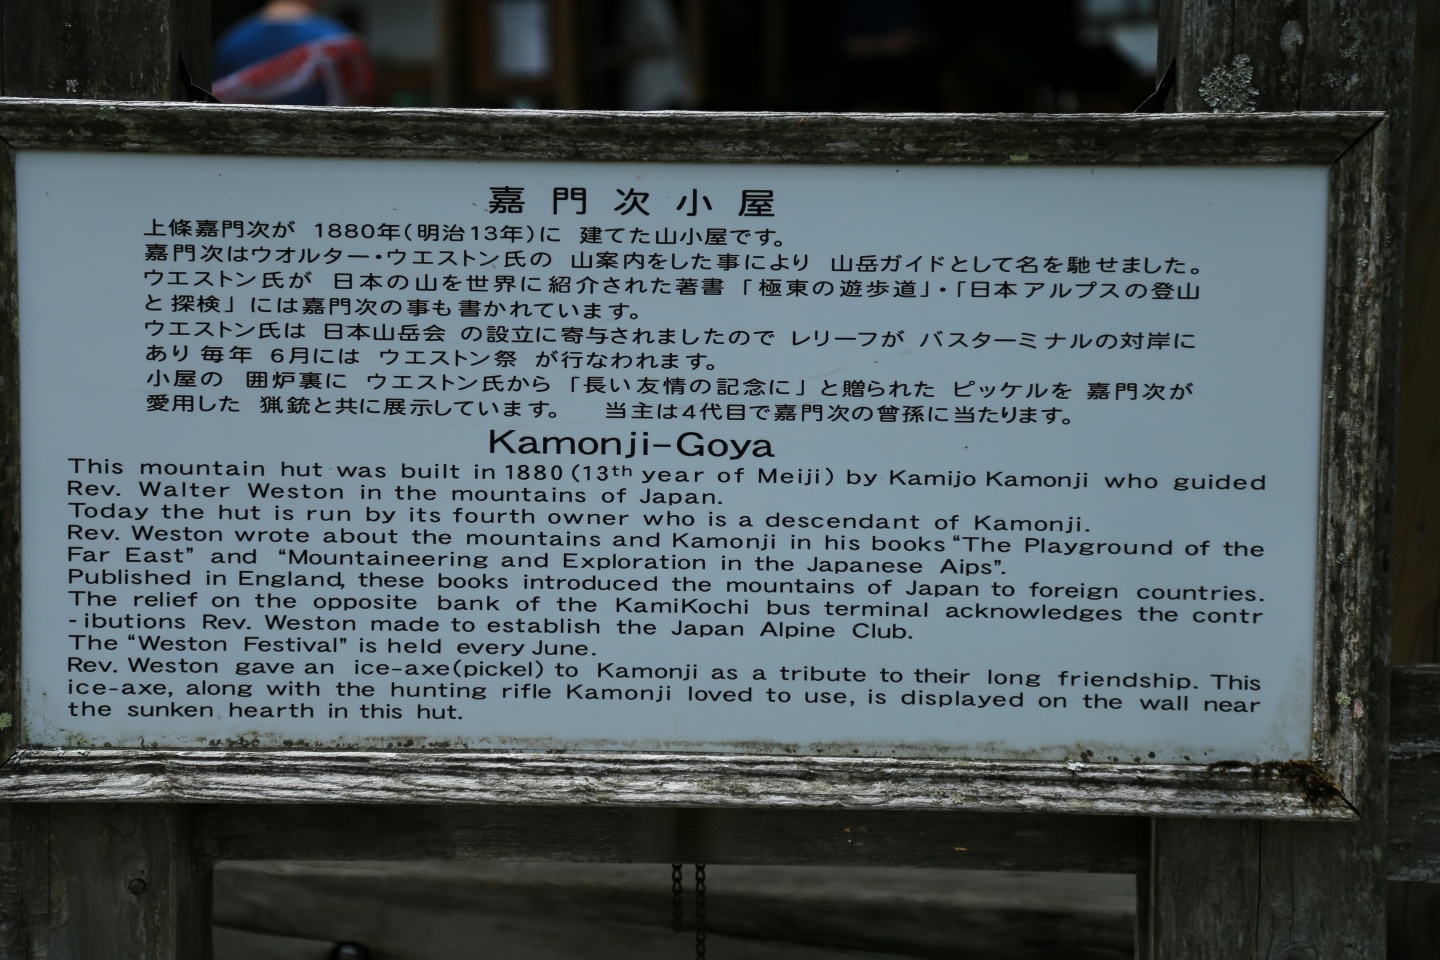 嘉門次小屋
上條嘉門次が 1880年(明治13年)に 建てた山小屋です。
嘉門次はウオルター・ウエストン氏の 山案内をした事により 山岳ガイドとして名を馳せました。
ウエストン氏が 日本の山を世界に紹介された著書「極東の遊歩道」・「日本アルプスの登山
と探検」には嘉門次の事も書かれています。
ウエストン氏は 日本山岳会 の設立に寄与されましたので レリーフが バスターミナルの対岸に
あり 毎年 6月には ウエストン祭 が行なわれます。
小屋の 囲炉裏に ウエストン氏から「長い友情の記念に」と贈られた ピッケルを 嘉門次が
愛用した 猟銃と共に展示しています。 当主は4代目で嘉門次の曾孫に当たります。
Kamonji-Goya
This mountain hut was built in 1880 (13th year of Meiji) by Kamijo Kamonji who guided
Rev. Walter Weston in the mountains of Japan.
Today the hut is run by its fourth owner who is a descendant of Kamonji.
Rev. Weston wrote about the mountains and Kamonji in his books “The Playground of the
Far East” and “Mountaineering and Exploration in the Japanese Aips”.
Published in England, these books introduced the mountains of Japan to foreign countries.
The relief on the opposite bank of the KamiKochi bus terminal acknowledges the contr
-ibutions Rev. Weston made to establish the Japan Alpine Club.
The “Weston Festival” is held every June.
Rev. Weston gave an ice-axe(pickel) to Kamonji as a tribute to their long friendship. This
ice-axe, along with the hunting rifle Kamonji loved to use, is displayed on the wall near
the sunken hearth in this hut.